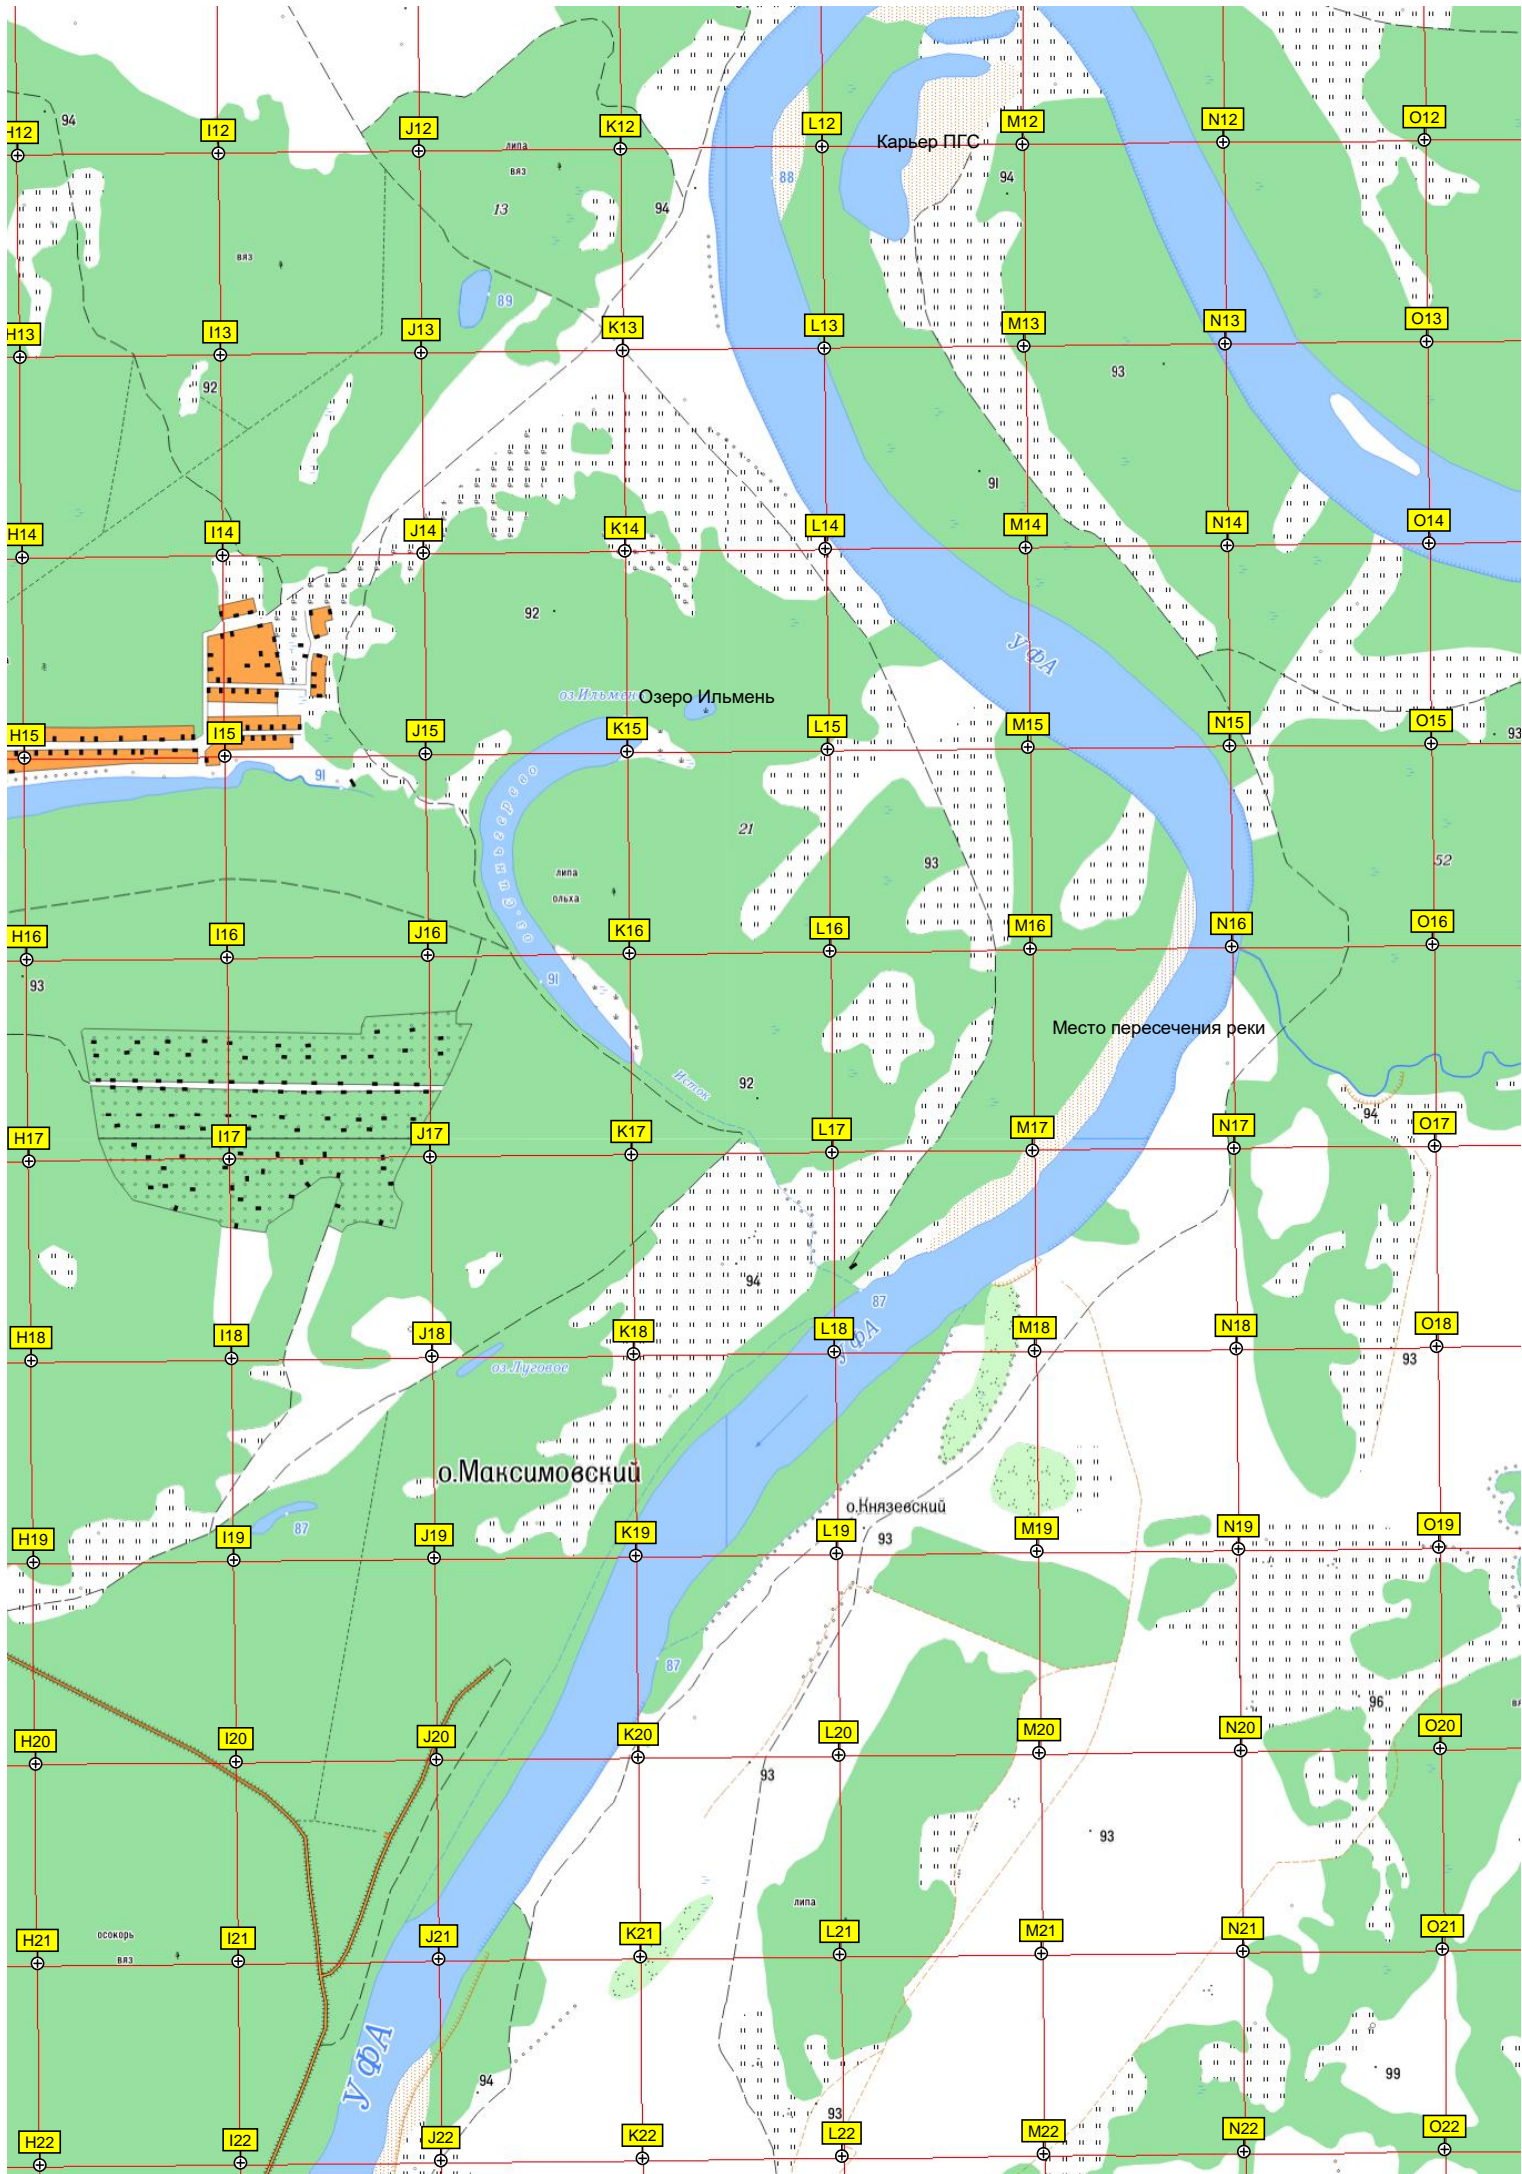 94
H12
I12
J12
K12
L12
M12
N12
O12
липа
вяз
Карьер ПГС
88
94
13
94
вяз
89
H13
I13
J13
K13
L13
M13
N13
O13
92
93
91
H14
I14
J14
K14
L14
M14
N14
O14
92
УФА
оз.Ильмень
Озеро Ильмень
H15
I15
J15
K15
L15
M15
N15
O15
93
91
21
93
52
липа
ольха
H16
I16
J16
K16
L16
M16
N16
O16
93
91
Место пересечения реки
Исток
92
94
H17
I17
J17
K17
L17
M17
N17
O17
94
87
H18
I18
J18
K18
L18
M18
N18
O18
УФА
93
оз.Луговое
о.Максимовский
о.Князевский
87
93
H19
I19
J19
K19
L19
M19
N19
O19
87
96
H20
I20
J20
K20
L20
M20
N20
O20
93
93
липа
осокорь
вяз
H21
I21
J21
K21
L21
M21
N21
O21
УФА
94
99
93
H22
I22
J22
K22
L22
M22
N22
O22